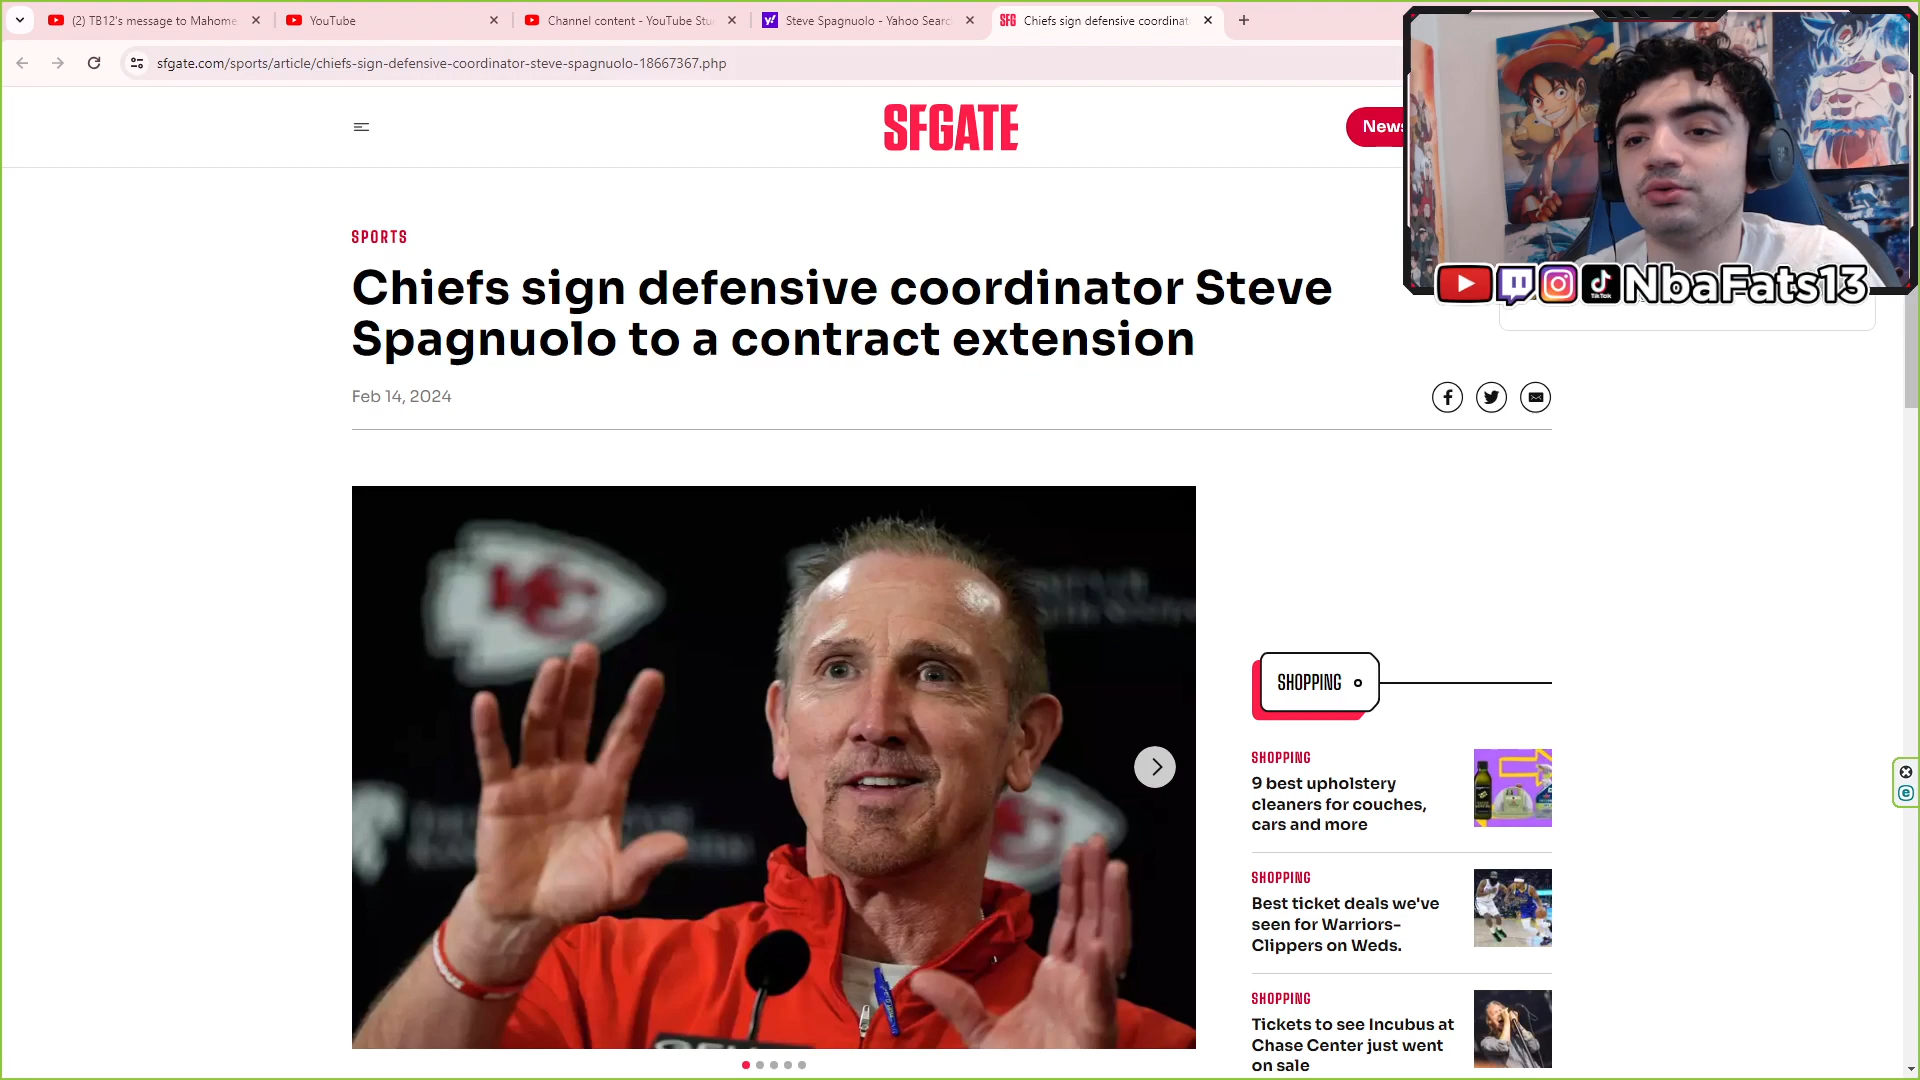 (2) TB12's message to Mahome
YouTube
Channel content - YouTube Stu
Steve Spagnuolo - Yahoo Searc
SFG
Chiefs sign defensive coordinat
sfgate.com/sports/article/chiefs-sign-defensive-coordinator-steve-spagnuolo-18667367.php
SFGATE
News
NbaFats13
SPORTS
Chiefs sign defensive coordinator Steve
Spagnuolo to a contract extension
Feb 14, 2024
KC
SHOPPING
SHOPPING
9 best upholstery
cleaners for couches,
cars and more
SHOPPING
Best ticket deals we've
seen for Warriors-
Clippers on Weds.
SHOPPING
Tickets to see Incubus at
Chase Center just went
on sale